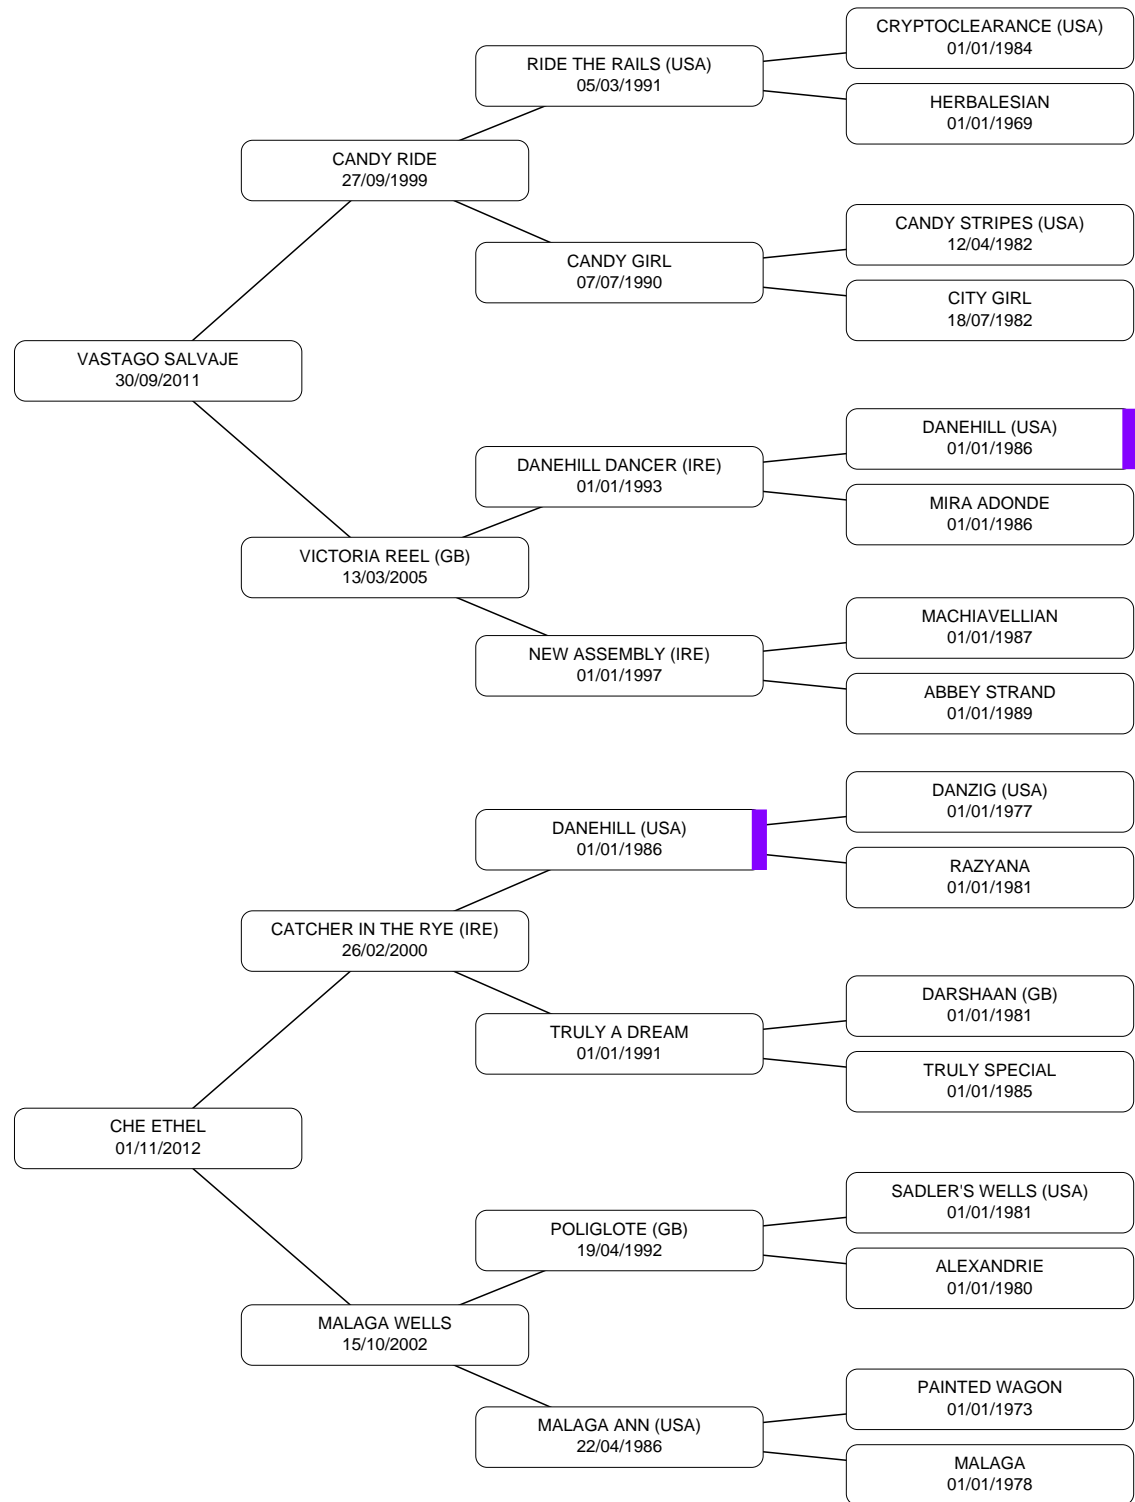 CRYPTOCLEARANCE (USA)
01/01/1984
RIDE THE RAILS (USA)
05/03/1991
HERBALESIAN
01/01/1969
CANDY RIDE
27/09/1999
CANDY STRIPES (USA)
12/04/1982
CANDY GIRL
07/07/1990
CITY GIRL
18/07/1982
VASTAGO SALVAJE
30/09/2011
DANEHILL (USA)
01/01/1986
DANEHILL DANCER (IRE)
01/01/1993
MIRA ADONDE
01/01/1986
VICTORIA REEL (GB)
13/03/2005
MACHIAVELLIAN
01/01/1987
NEW ASSEMBLY (IRE)
01/01/1997
ABBEY STRAND
01/01/1989
DANZIG (USA)
01/01/1977
DANEHILL (USA)
01/01/1986
RAZYANA
01/01/1981
CATCHER IN THE RYE (IRE)
26/02/2000
DARSHAAN (GB)
01/01/1981
TRULY A DREAM
01/01/1991
TRULY SPECIAL
01/01/1985
CHE ETHEL
01/11/2012
SADLER'S WELLS (USA)
01/01/1981
POLIGLOTE (GB)
19/04/1992
ALEXANDRIE
01/01/1980
MALAGA WELLS
15/10/2002
PAINTED WAGON
01/01/1973
MALAGA ANN (USA)
22/04/1986
MALAGA
01/01/1978